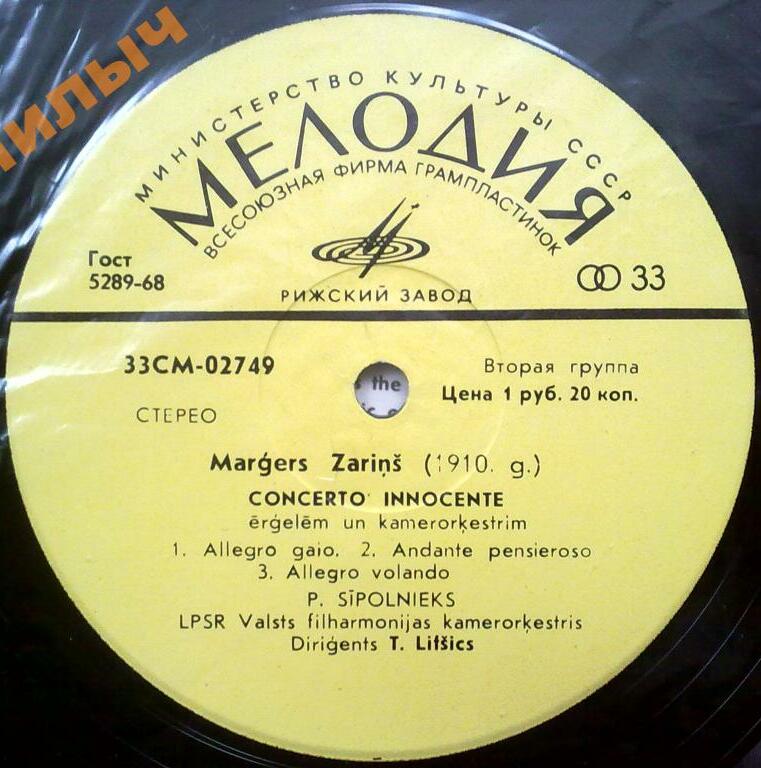 МИНИСТЕРСТВО КУЛЬТУРЫ СССР
МЕЛОДИЯ
ВСЕСОЮЗНАЯ ФИРМА ГРАМПЛАСТИНОК
Гост
5289-68
33
РИЖСКИЙ ЗАВОД
33СМ-02749
Вторая группа
Цена 1 руб. 20 коп.
СТЕРЕО
the
Marģers Zariņš (1910. g.)
CONCERTO INNOCENTE
ērģelēm un kamerorķestrim
1. Allegro gaio. 2. Andante pensieroso
3. Allegro volando
P. SĪPOLNIEKS
LPSR Valsts filharmonijas kamerorķestris
Diriģents T. Lifšics